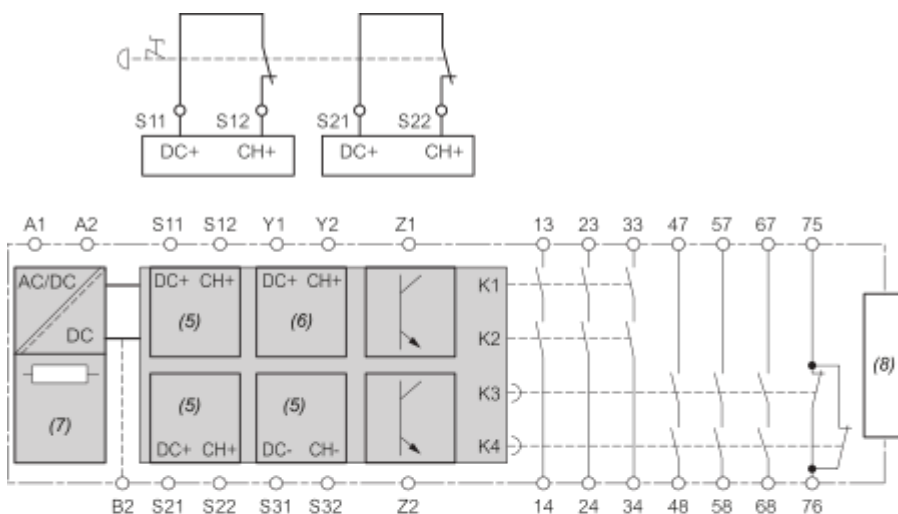 S11 S12 S21 S22
DC+ CH+ DC+ CH+
A1 A2 S11 S12 Y1 Y2 Z1 13 23 33 47 57 67 75
AC/DC DC+ CH+ DC+ CH+ K1
(5) (6)
DC K2
(8)
K3
(5) (5)
(7)
DC+ CH+ DC- CH- K4
B2 S21 S22 S31 S32 Z2 14 24 34 48 58 68 76